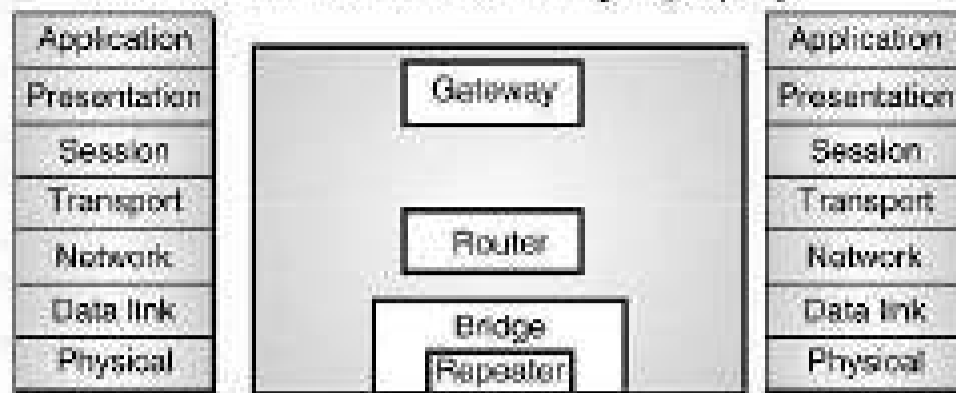 Application
Presentation
Session
Transport
Network
Data link
Physical
Gateway
Router
Bridge
Repeater
Application
Presentation
Session
Transport
Network
Data link
Physical